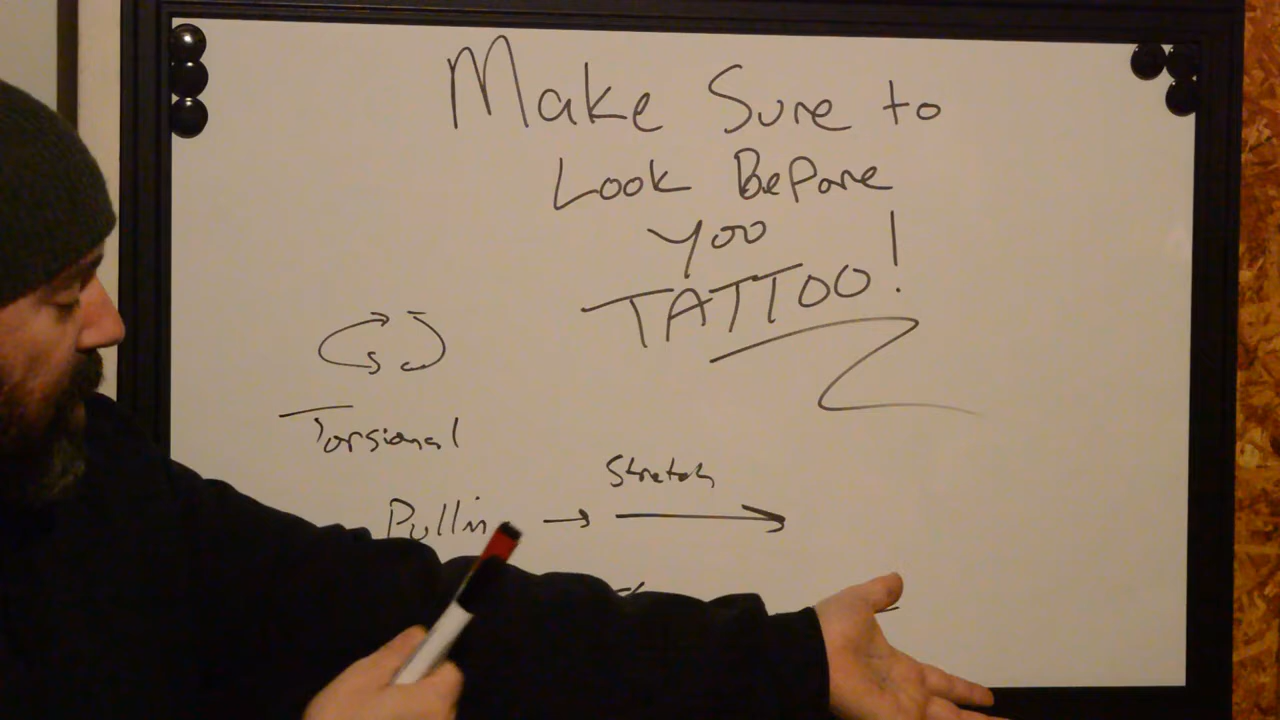 Make Sure to
Look Before
you
TATTOO!
Torsional
Stretch
Pullin